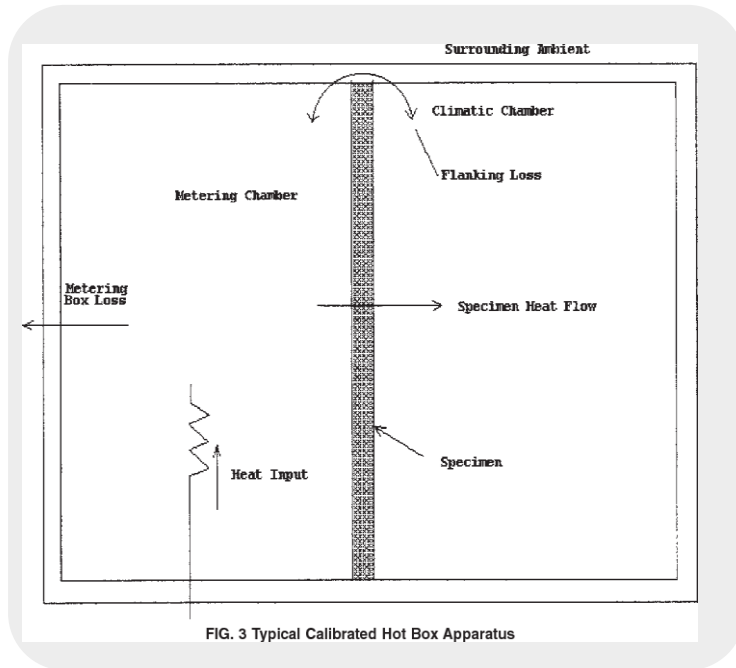 Surrounding Ambient
Climatic Chamber
Flanking Loss
Metering Chamber
Metering
Box Loss
Specimen Heat Flow
Specimen
Heat Input
FIG. 3 Typical Calibrated Hot Box Apparatus